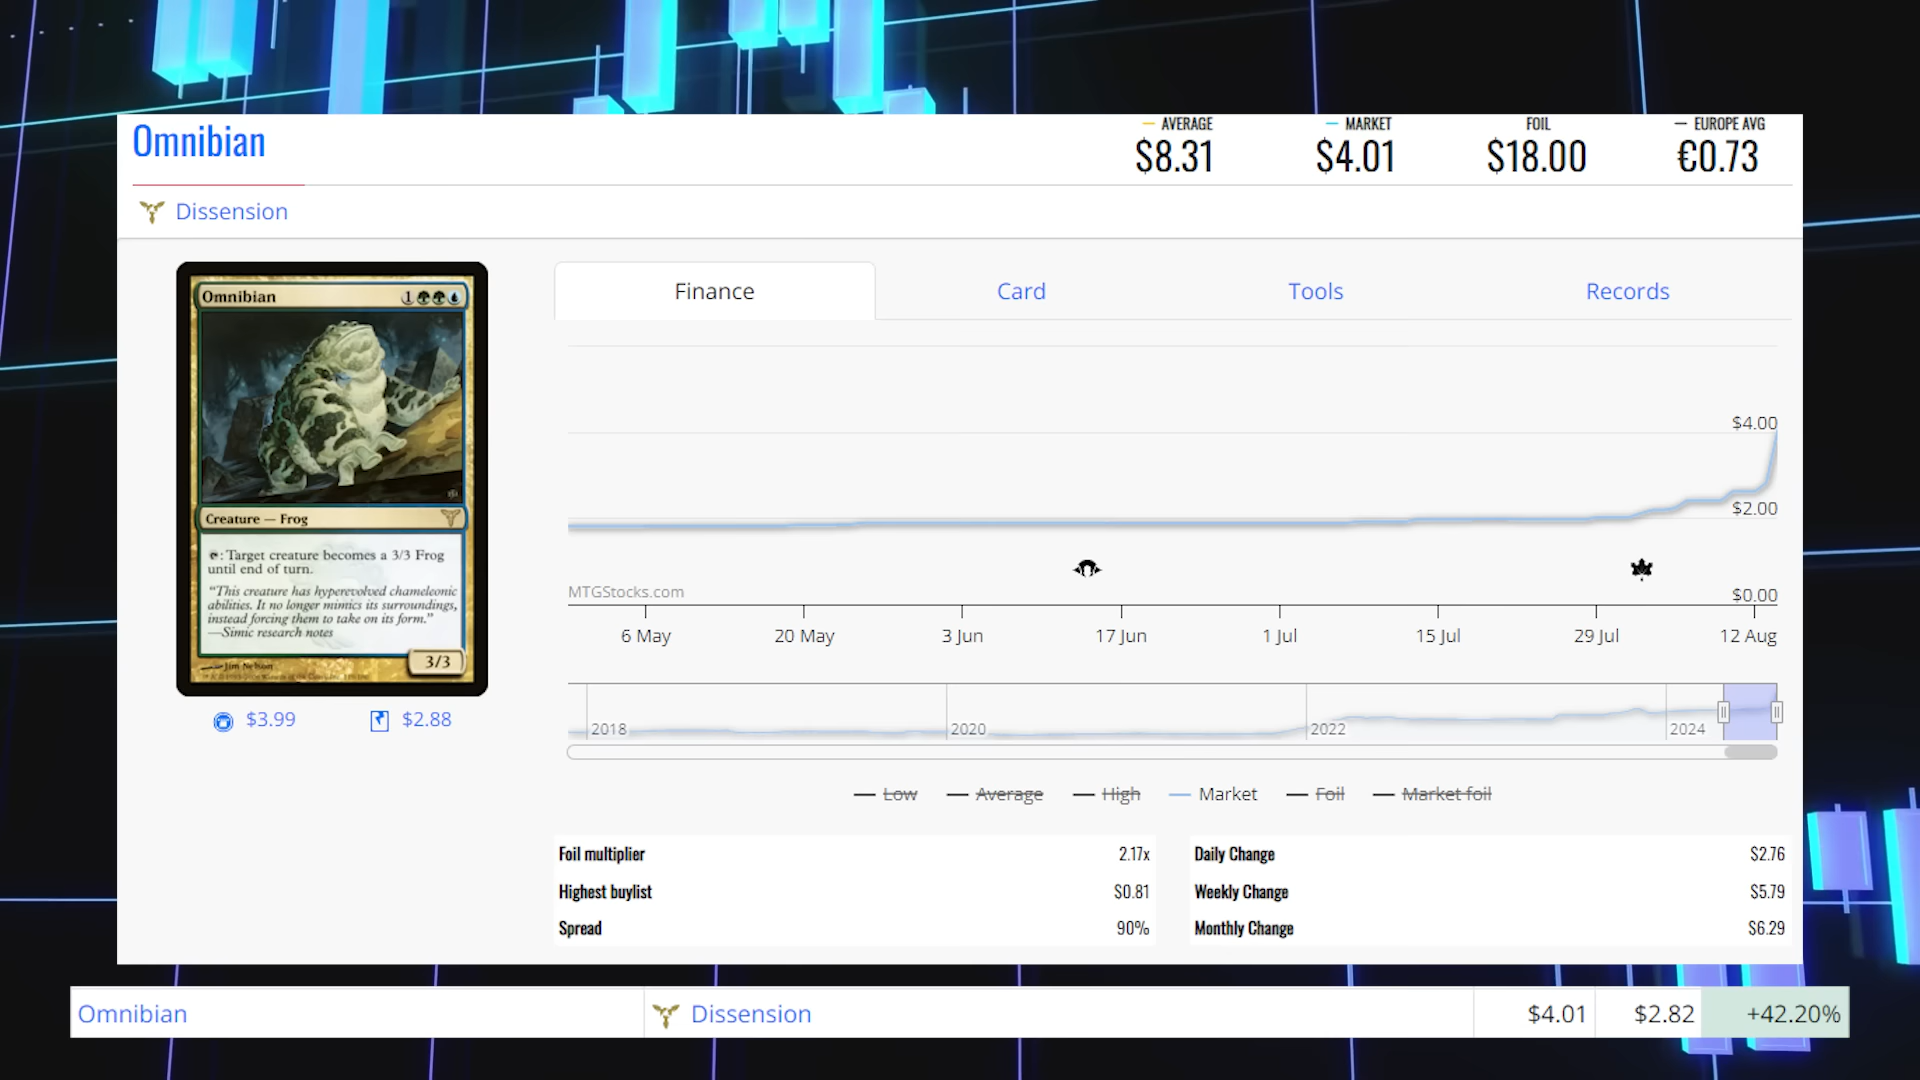 Omnibian
AVERAGE
$8.31
MARKET
$4.01
FOIL
$18.00
EUROPE AVG
€0.73
Dissension
Omnibian 1
Creature — Frog
: Target creature becomes a 3/3 Frog
until end of turn.
"This creature has hyperevolved chameleonic
abilities. It no longer mimics its surroundings,
instead forcing them to take on its form."
—Simic research notes
Jim Nelson
3/3
$3.99
$2.88
Finance
Card
Tools
Records
$4.00
$2.00
$0.00
MTGStocks.com
6 May
20 May
3 Jun
17 Jun
1 Jul
15 Jul
29 Jul
12 Aug
2018
2020
2022
2024
Low
Average
High
Market
Foil
Market foil
Foil multiplier 2.17x
Highest buylist $0.81
Spread 90%
Daily Change $2.76
Weekly Change $5.79
Monthly Change $6.29
Omnibian Dissension $4.01 $2.82 +42.20%